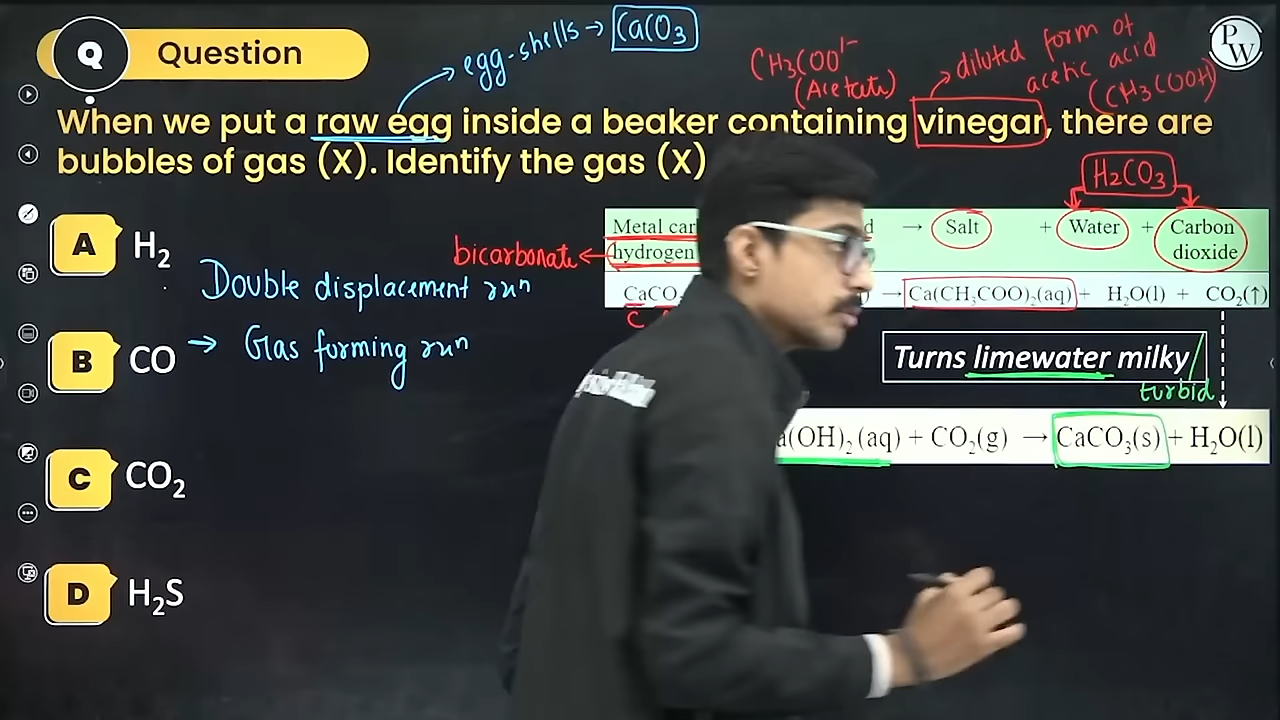 Q Question
egg-shells → CaCO3
CH3COO1-
(Acetate)
diluted form of
acetic acid
(CH3COOH)
PW
When we put a raw egg inside a beaker containing vinegar, there are
bubbles of gas (X). Identify the gas (X)
H2CO3
A H2
bicarbonate ←
Metal car d → Salt + Water + Carbon
hydrogen dioxide
CaCO → Ca(CH3COO)2(aq) + H2O(l) + CO2(↑)
Double displacement rxn
→ Gas forming rxn
B CO
Turns limewater milky/
turbid
a(OH)2 (aq) + CO2(g) → CaCO3(s) + H2O(l)
C CO2
D H2S